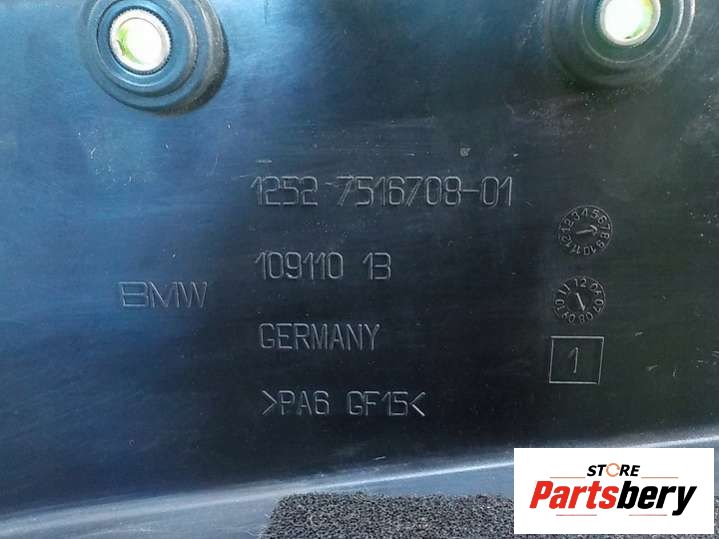 1252 7516708-01
109110 13
BMW
GERMANY
>PA6 GF15<
1
STORE
Partsbery